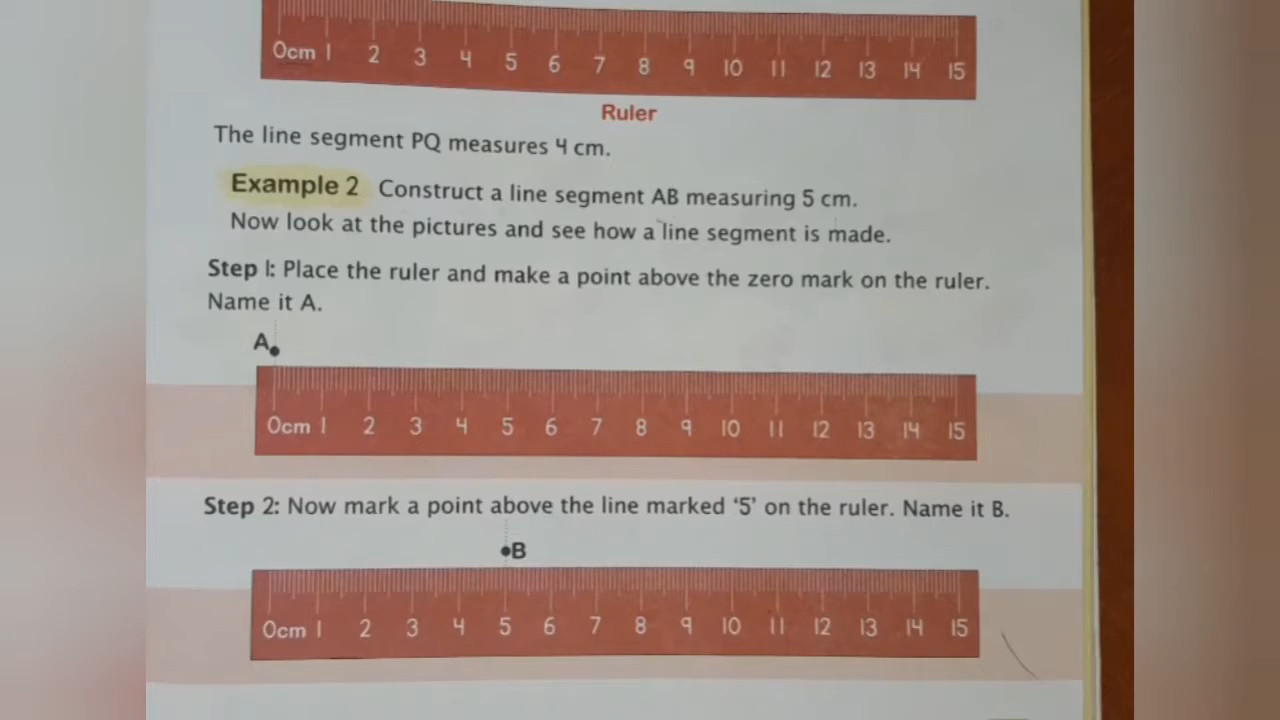 0cm 1 2 3 4 5 6 7 8 9 10 11 12 13 14 15
Ruler
The line segment PQ measures 4 cm.
Example 2 Construct a line segment AB measuring 5 cm.
Now look at the pictures and see how a line segment is made.
Step 1: Place the ruler and make a point above the zero mark on the ruler.
Name it A.
A
0cm 1 2 3 4 5 6 7 8 9 10 11 12 13 14 15
Step 2: Now mark a point above the line marked ‘5’ on the ruler. Name it B.
B
0cm 1 2 3 4 5 6 7 8 9 10 11 12 13 14 15